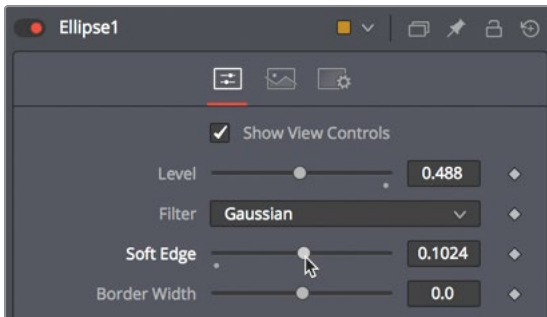 Ellipse1
Show View Controls
Level 0.488
Filter Gaussian
Soft Edge 0.1024
Border Width 0.0